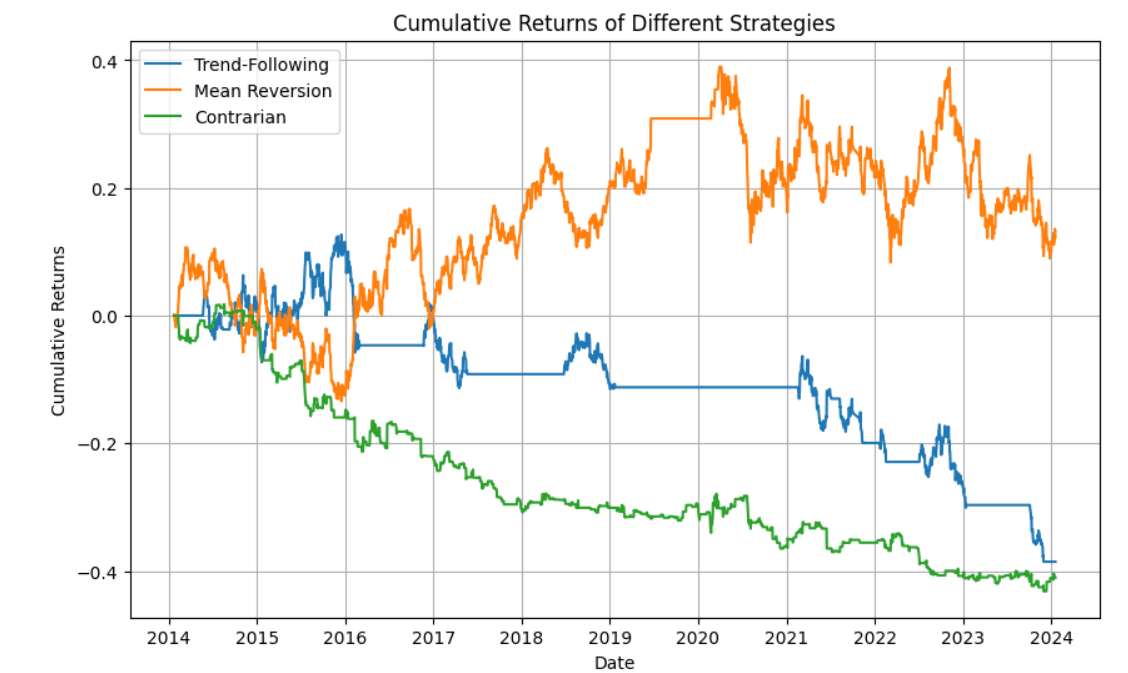 Cumulative Returns of Different Strategies
Trend-Following
Mean Reversion
Contrarian
Cumulative Returns
0.4
0.2
0.0
−0.2
−0.4
2014 2015 2016 2017 2018 2019 2020 2021 2022 2023 2024
Date